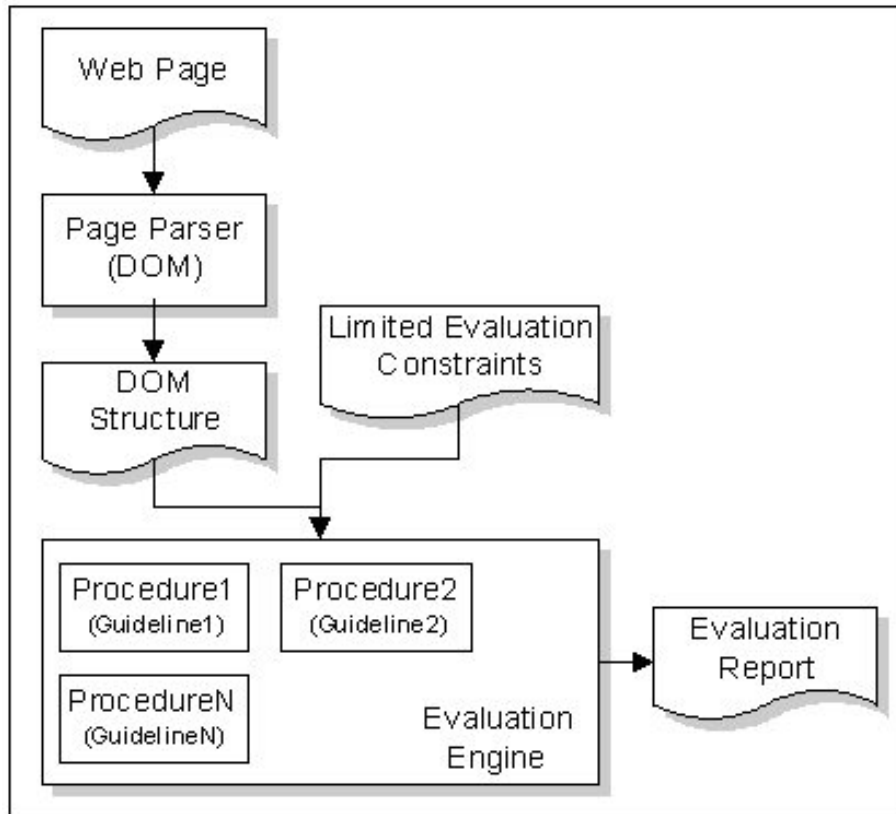 Web Page
Page Parser
(DOM)
Limited Evaluation
Constraints
DOM
Structure
Procedure1
(Guideline1)
Procedure2
(Guideline2)
ProcedureN
(GuidelineN)
Evaluation
Engine
Evaluation
Report